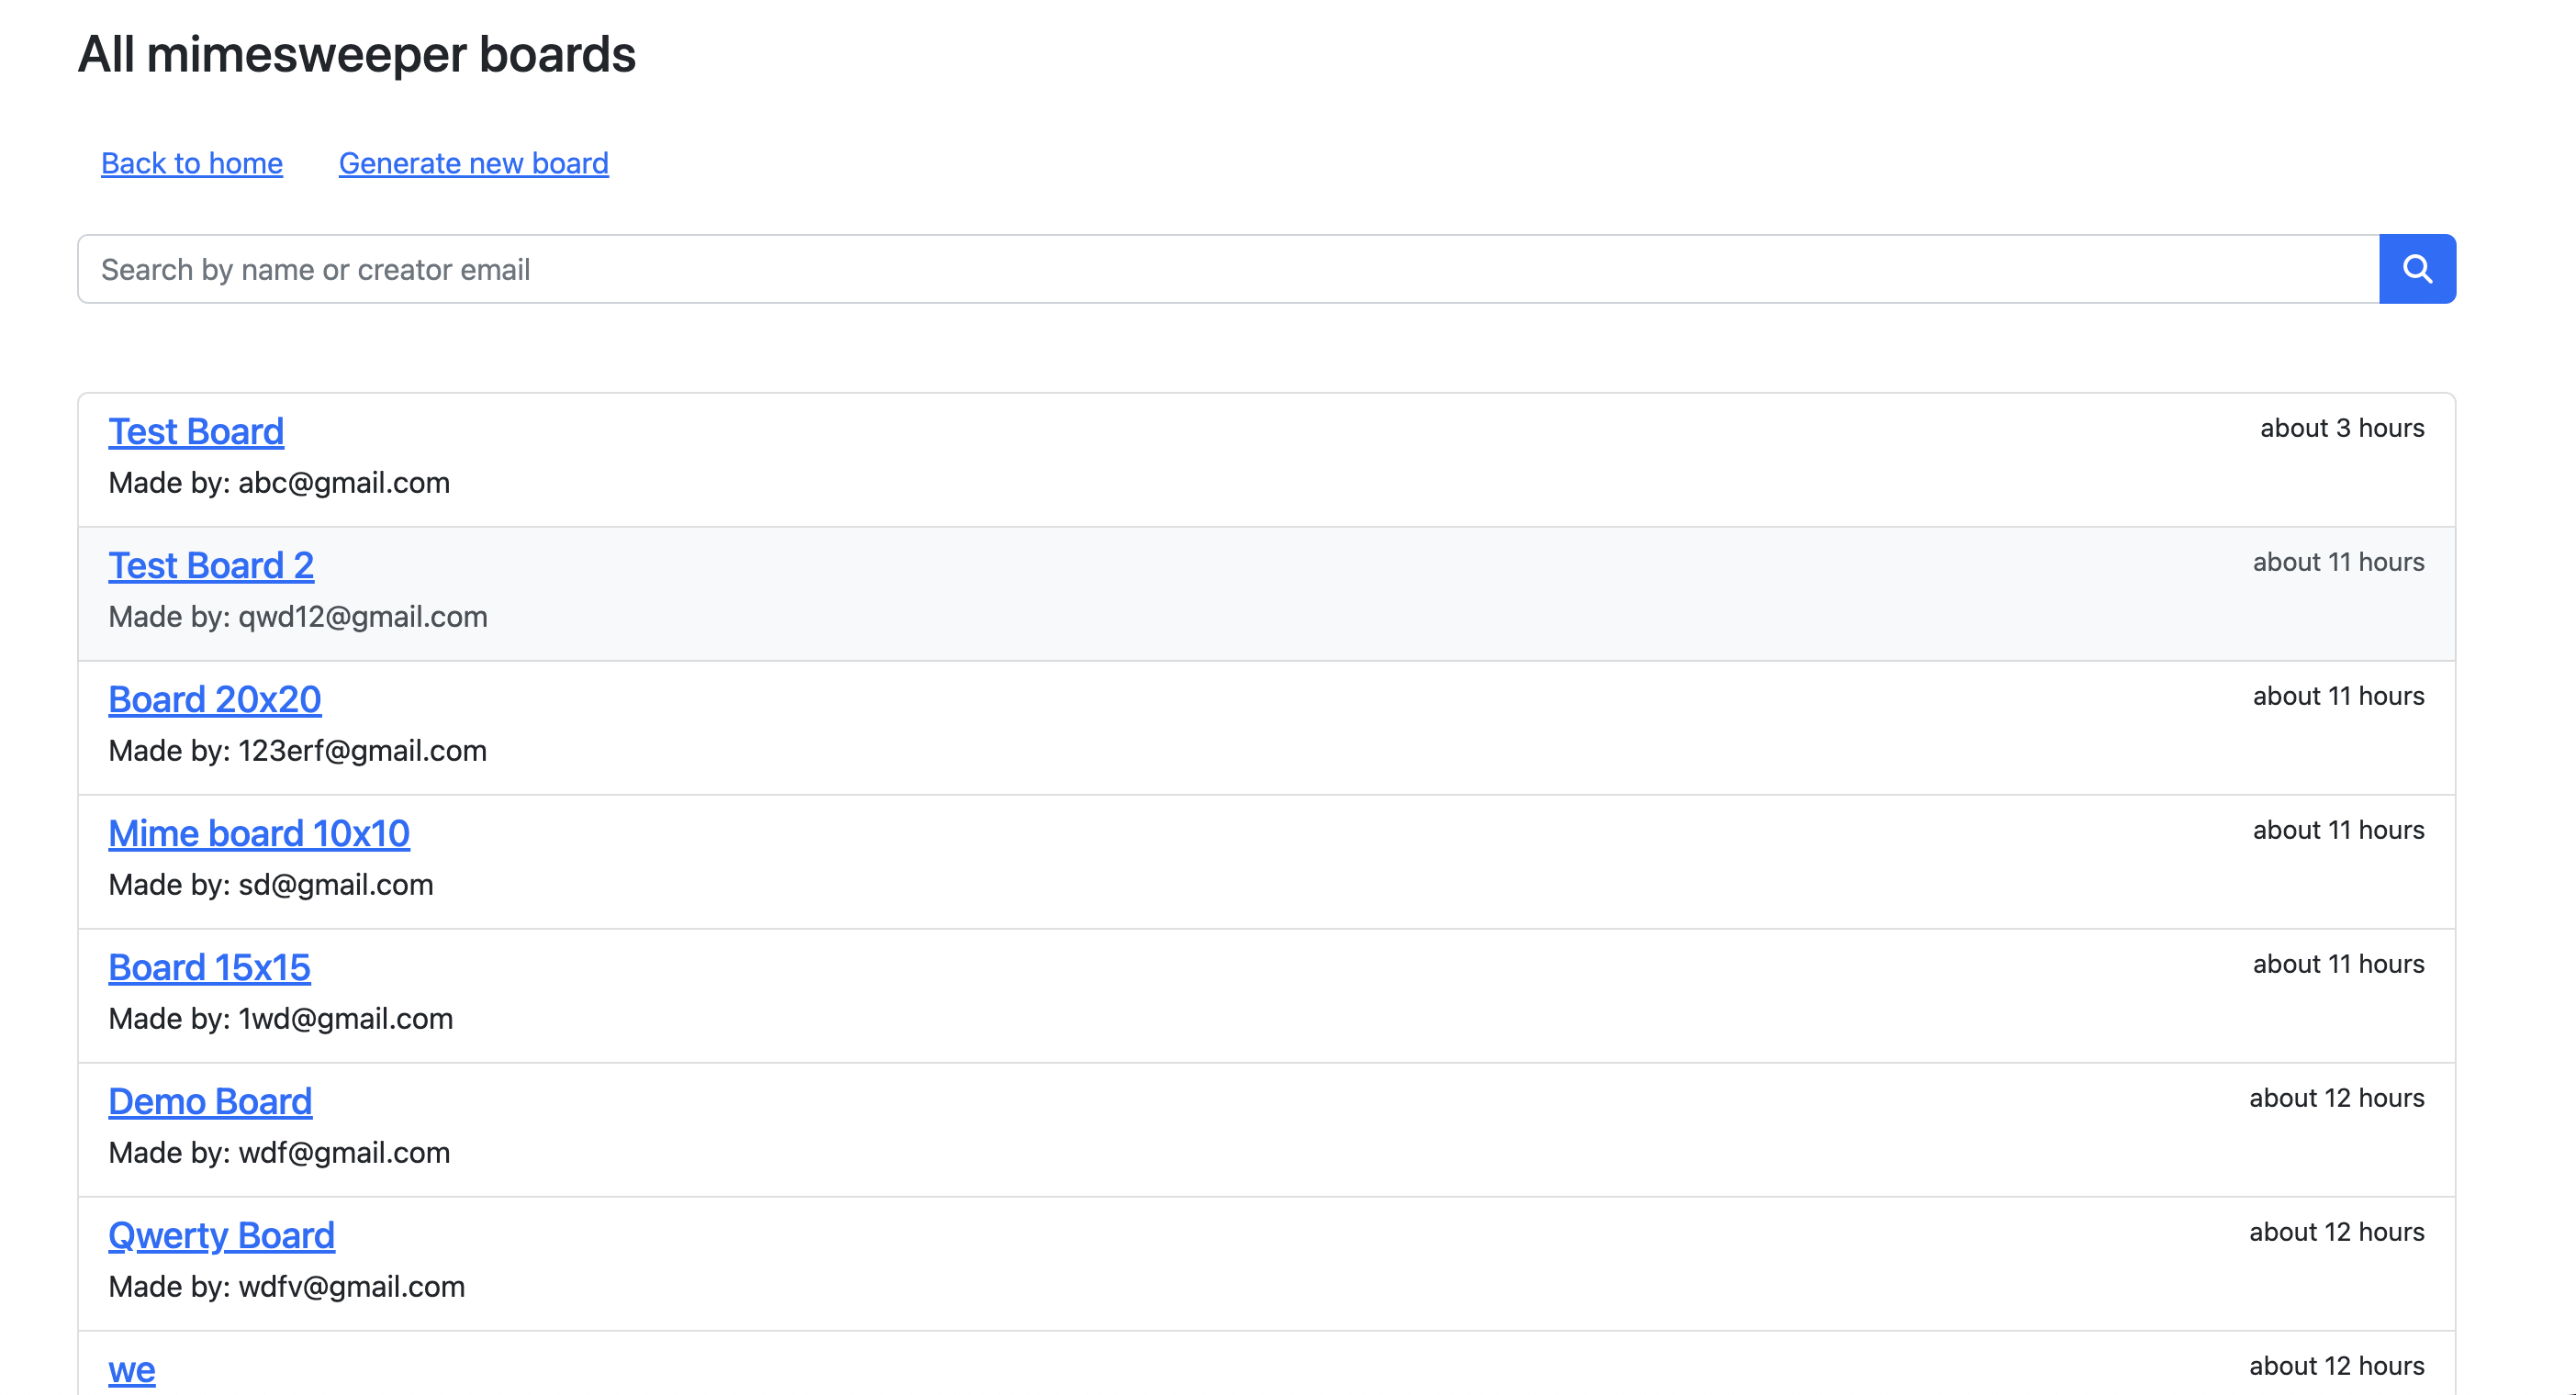 All mimesweeper boards
Back to home Generate new board
Search by name or creator email
Test Board about 3 hours
Made by: abc@gmail.com
Test Board 2 about 11 hours
Made by: qwd12@gmail.com
Board 20x20 about 11 hours
Made by: 123erf@gmail.com
Mime board 10x10 about 11 hours
Made by: sd@gmail.com
Board 15x15 about 11 hours
Made by: 1wd@gmail.com
Demo Board about 12 hours
Made by: wdf@gmail.com
Qwerty Board about 12 hours
Made by: wdfv@gmail.com
we about 12 hours